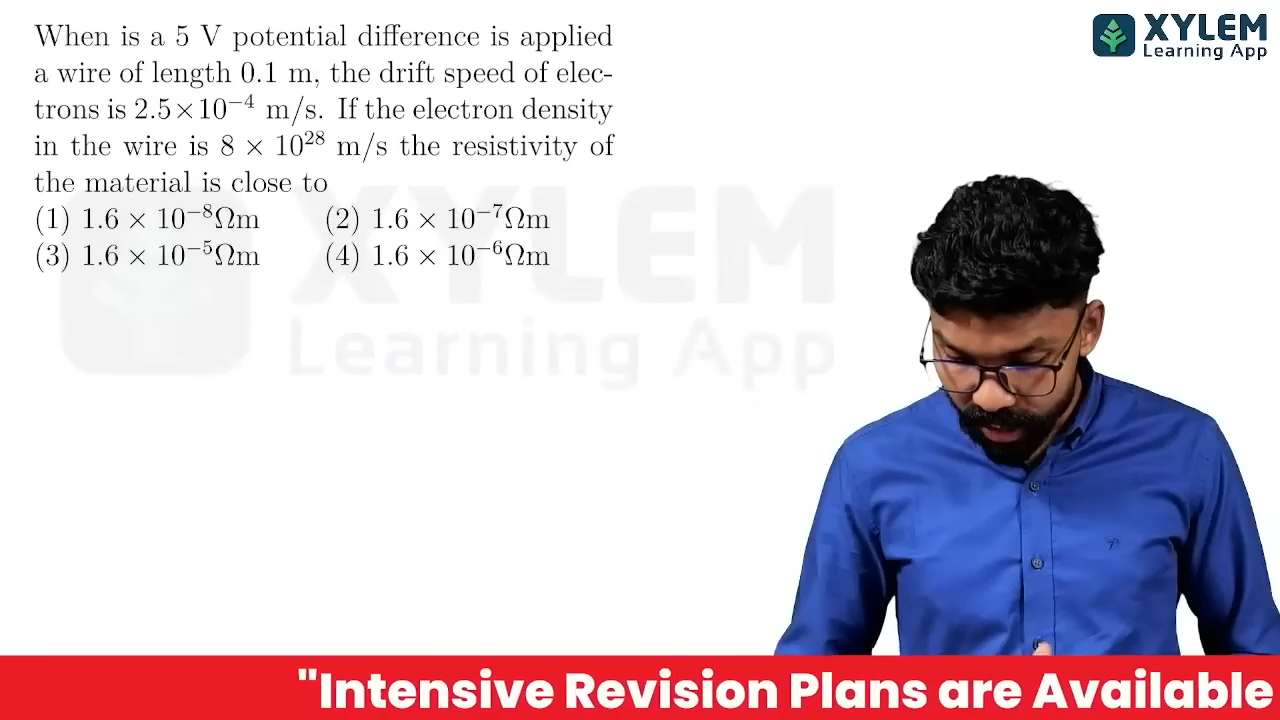 When is a 5 V potential difference is applied
a wire of length 0.1 m, the drift speed of elec-
trons is 2.5×10⁻⁴ m/s. If the electron density
in the wire is 8 × 10²⁸ m/s the resistivity of
the material is close to
(1) 1.6 × 10⁻⁸Ωm (2) 1.6 × 10⁻⁷Ωm
(3) 1.6 × 10⁻⁵Ωm (4) 1.6 × 10⁻⁶Ωm
XYLEM
Learning App
XYLEM
Learning App
"Intensive Revision Plans are Available